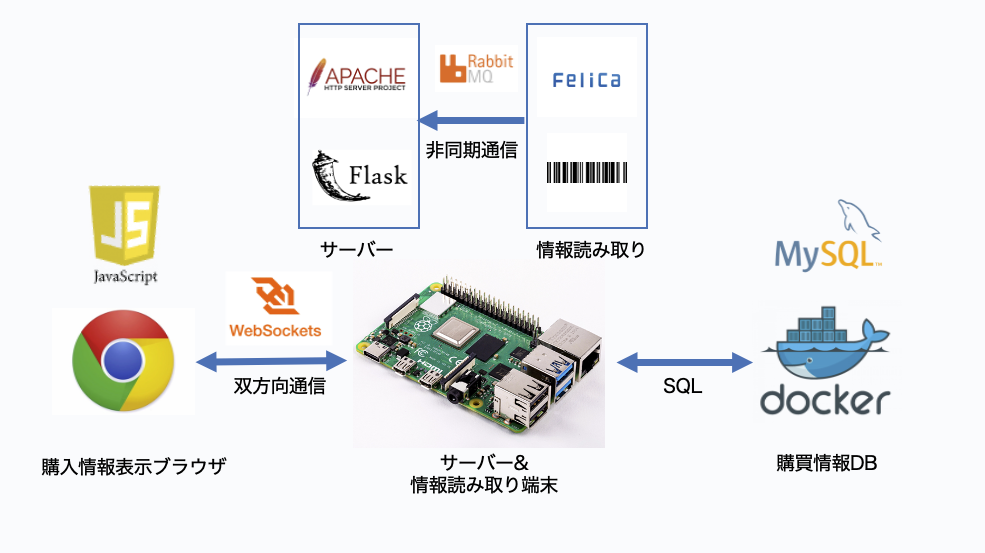 APACHE
HTTP SERVER PROJECT
Flask
サーバー
Rabbit
MQ
非同期通信
FeliCa
情報読み取り
JS
JavaScript
WebSockets
双方向通信
購入情報表示ブラウザ
HDMI
サーバー&
情報読み取り端末
SQL
MySQL™
docker
購買情報DB